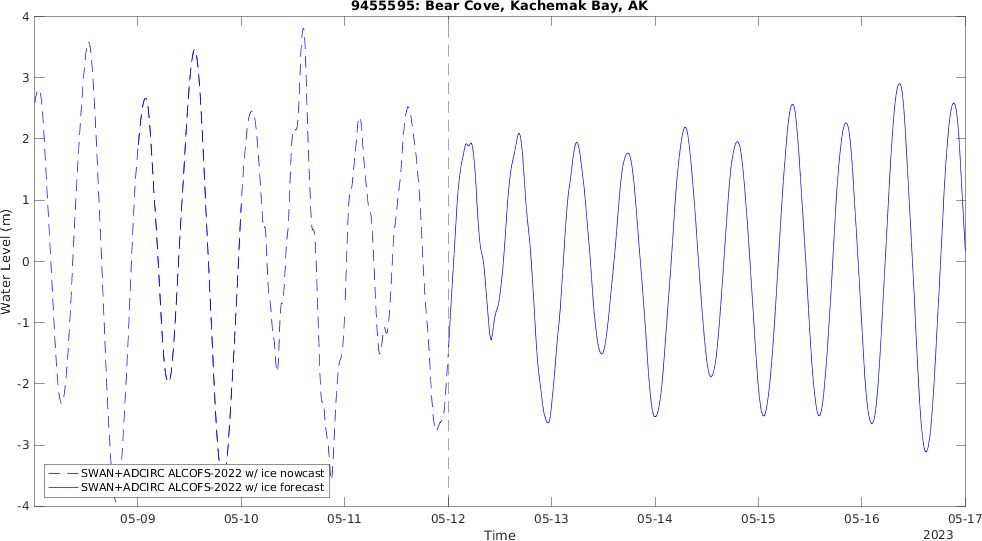 9455595: Bear Cove, Kachemak Bay, AK
4
3
2
1
0
-1
-2
-3
-4
Water Level (m)
SWAN+ADCIRC ALCOFS-2022 w/ ice nowcast
SWAN+ADCIRC ALCOFS-2022 w/ ice forecast
05-09 05-10 05-11 05-12 05-13 05-14 05-15 05-16 05-17
Time
2023